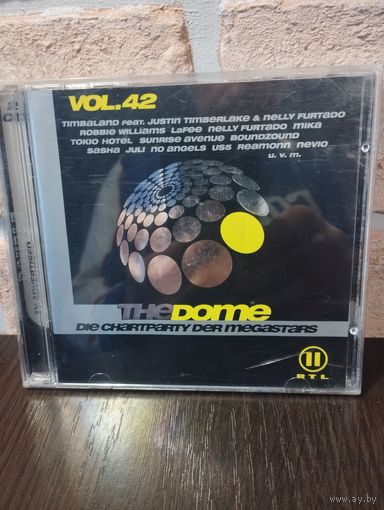 VOL.42
TIMBALAND FEAT. JUSTIN TIMBERLAKE & NELLY FURTADO
ROBBIE WILLIAMS LAFEE NELLY FURTADO MIKA
TOKIO HOTEL SUNRISE AVENUE BOUNDZOUND
SASHA JULI NO ANGELS US5 REAMONN NEVIO
U.V.M.
THE DOME
DIE CHARTPARTY DER MEGASTARS
II
RTL
www.ay.by